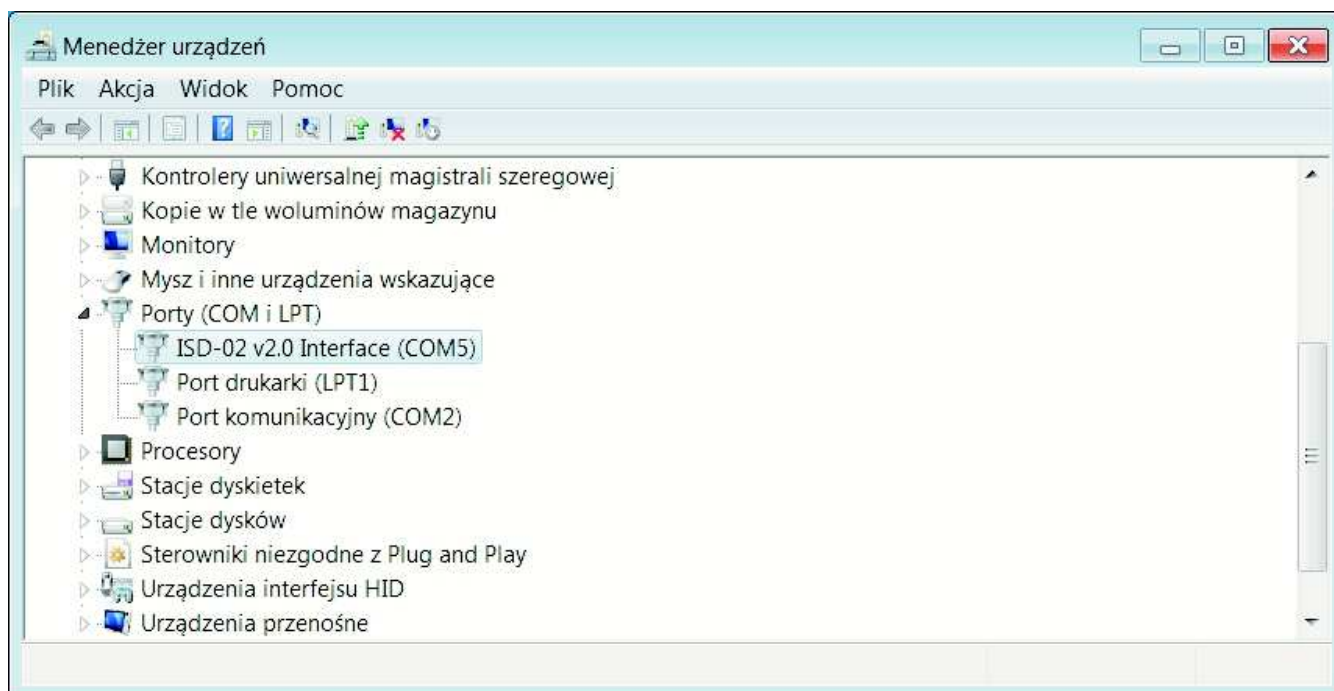 Menedżer urządzeń
Plik Akcja Widok Pomoc
Kontrolery uniwersalnej magistrali szeregowej
Kopie w tle woluminów magazynu
Monitory
Mysz i inne urządzenia wskazujące
Porty (COM i LPT)
ISD-02 v2.0 Interface (COM5)
Port drukarki (LPT1)
Port komunikacyjny (COM2)
Procesory
Stacje dyskietek
Stacje dysków
Sterowniki niezgodne z Plug and Play
Urządzenia interfejsu HID
Urządzenia przenośne